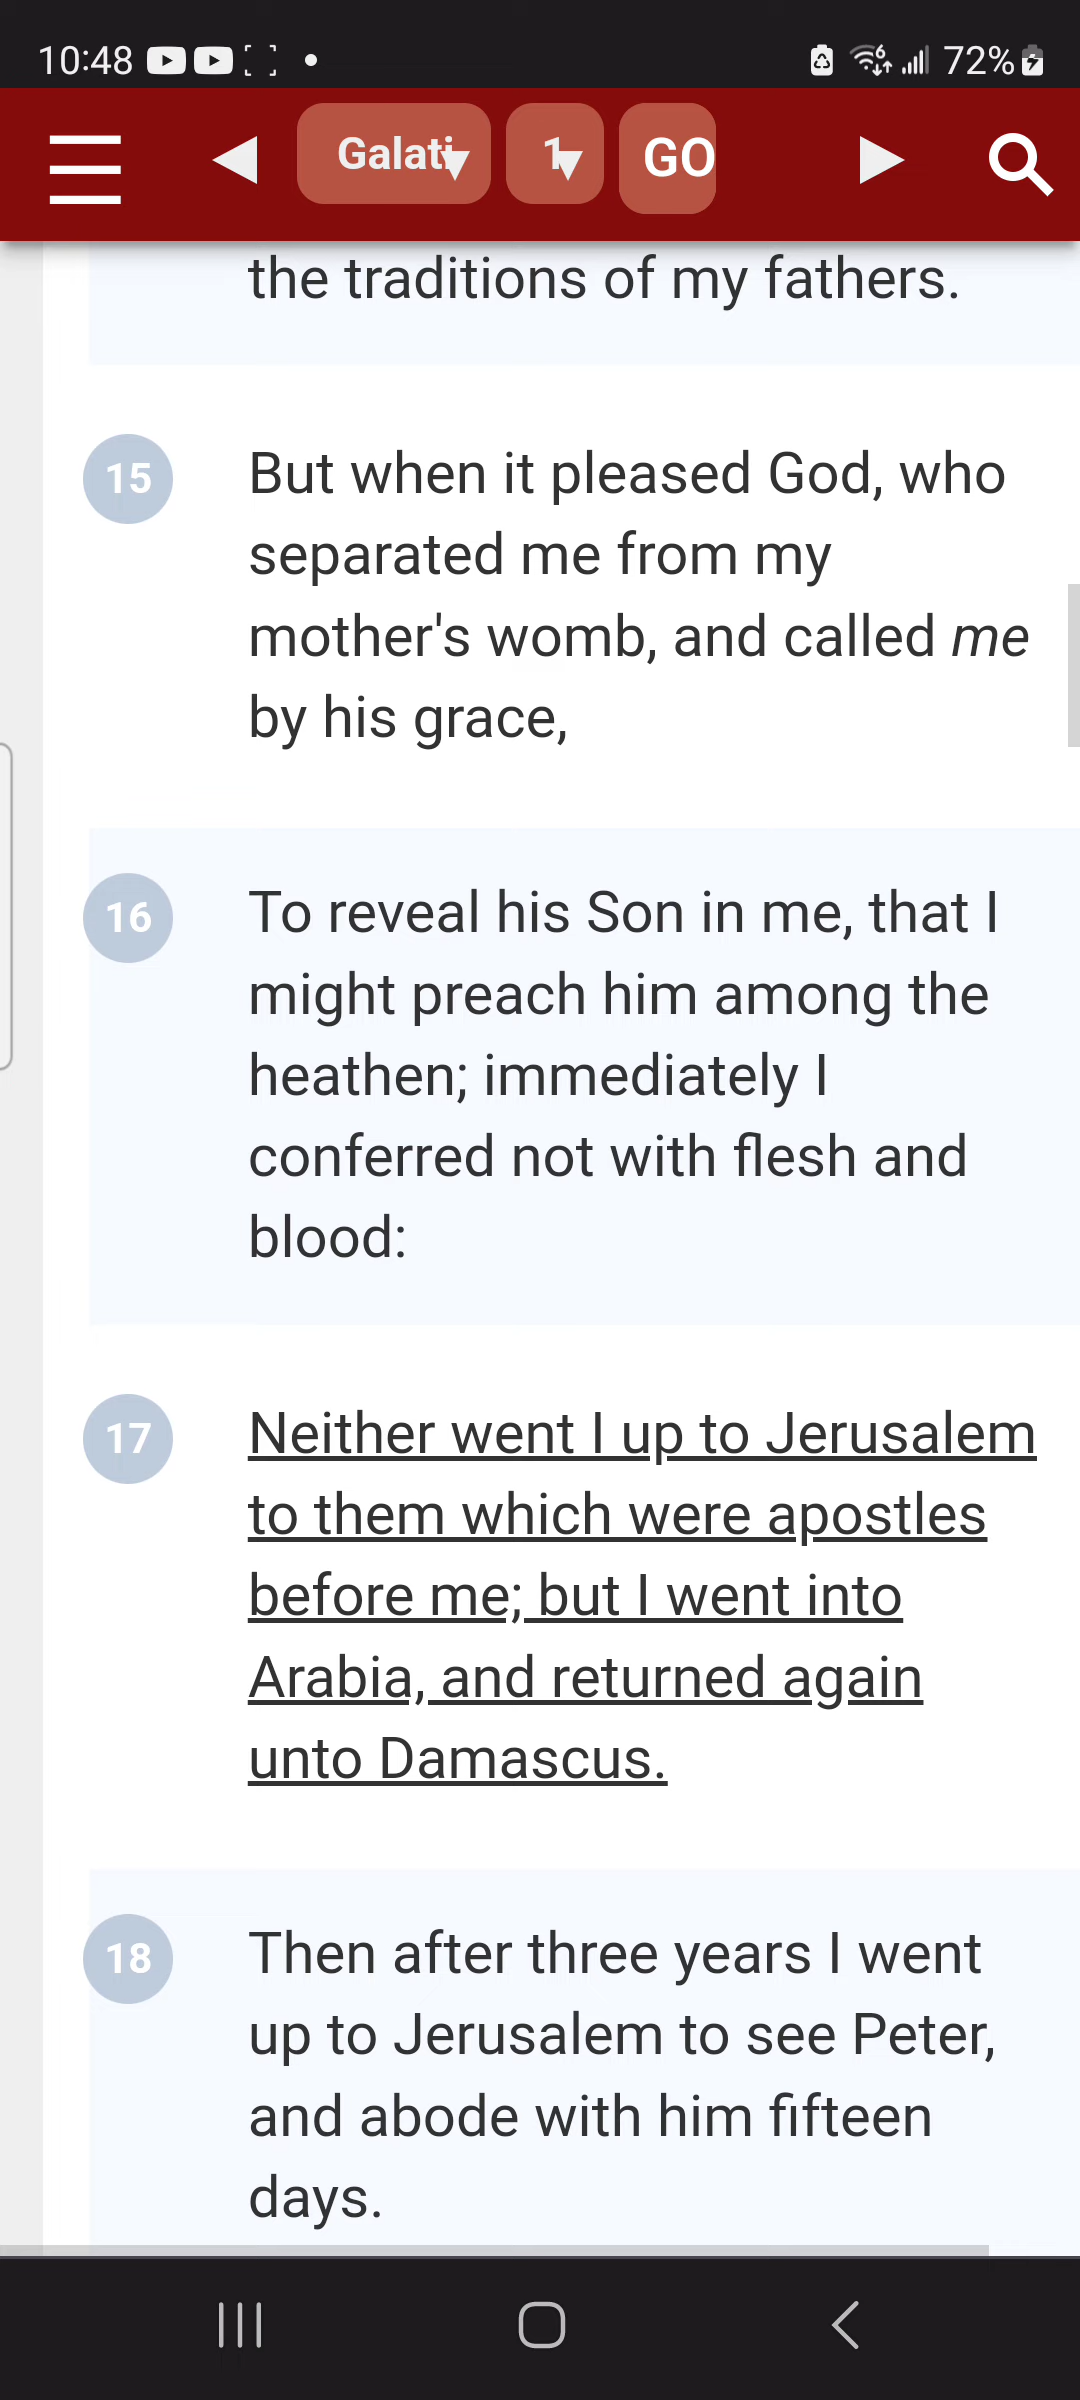 10:48 72%
Galati 1 GO
the traditions of my fathers.
15 But when it pleased God, who
separated me from my
mother's womb, and called me
by his grace,
16 To reveal his Son in me, that I
might preach him among the
heathen; immediately I
conferred not with flesh and
blood:
17 Neither went I up to Jerusalem
to them which were apostles
before me; but I went into
Arabia, and returned again
unto Damascus.
18 Then after three years I went
up to Jerusalem to see Peter,
and abode with him fifteen
days.